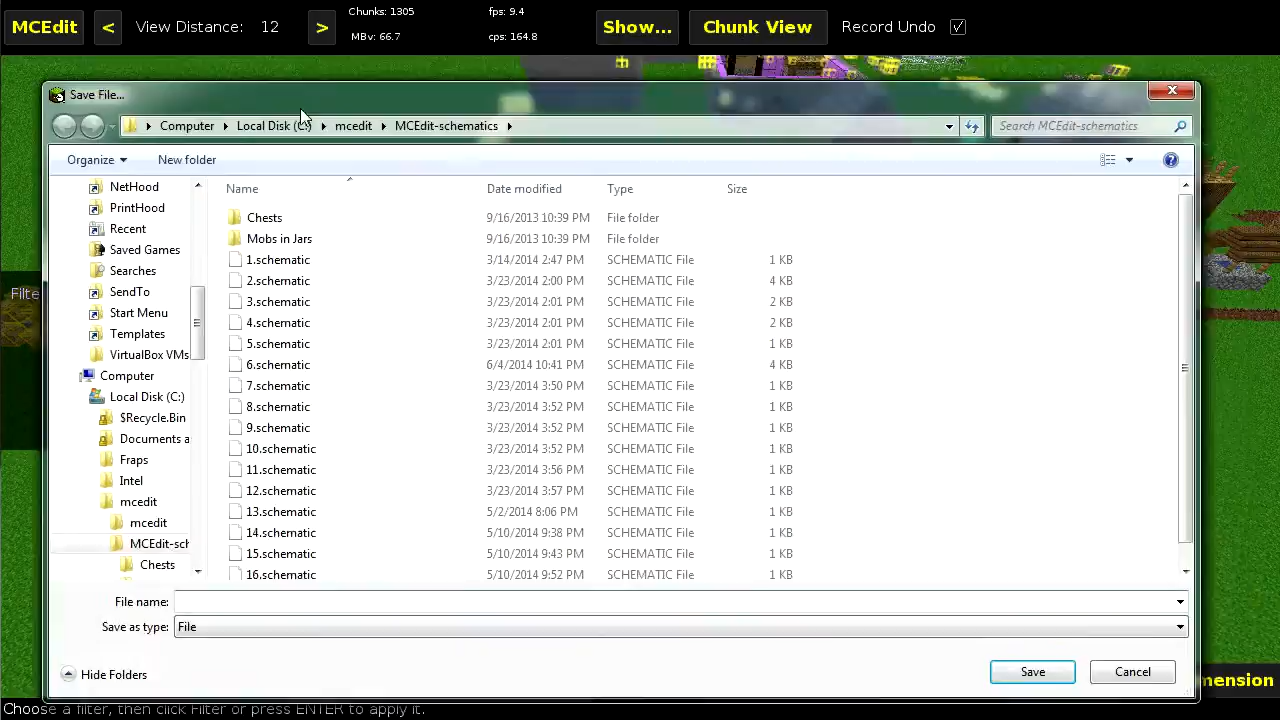 MCEdit < View Distance: 12 > Chunks: 1305 fps: 9.4 Show... Chunk View Record Undo
MBv: 66.7 cps: 164.8
Save File...
Computer Local Disk (C:) mcedit MCEdit-schematics Search MCEdit-schematics
Organize New folder
Name Date modified Type Size
NetHood
PrintHood
Recent
Saved Games
Searches
SendTo
Start Menu
Templates
VirtualBox VMs
Computer
Local Disk (C:)
$Recycle.Bin
Documents a
Fraps
Intel
mcedit
mcedit
MCEdit-sch
Chests
Chests 9/16/2013 10:39 PM File folder
Mobs in Jars 9/16/2013 10:39 PM File folder
1.schematic 3/14/2014 2:47 PM SCHEMATIC File 1 KB
2.schematic 3/23/2014 2:00 PM SCHEMATIC File 4 KB
3.schematic 3/23/2014 2:01 PM SCHEMATIC File 2 KB
4.schematic 3/23/2014 2:01 PM SCHEMATIC File 2 KB
5.schematic 3/23/2014 2:01 PM SCHEMATIC File 1 KB
6.schematic 6/4/2014 10:41 PM SCHEMATIC File 4 KB
7.schematic 3/23/2014 3:50 PM SCHEMATIC File 1 KB
8.schematic 3/23/2014 3:52 PM SCHEMATIC File 1 KB
9.schematic 3/23/2014 3:52 PM SCHEMATIC File 1 KB
10.schematic 3/23/2014 3:52 PM SCHEMATIC File 1 KB
11.schematic 3/23/2014 3:56 PM SCHEMATIC File 1 KB
12.schematic 3/23/2014 3:57 PM SCHEMATIC File 1 KB
13.schematic 5/2/2014 8:06 PM SCHEMATIC File 1 KB
14.schematic 5/10/2014 9:38 PM SCHEMATIC File 1 KB
15.schematic 5/10/2014 9:43 PM SCHEMATIC File 1 KB
16.schematic 5/10/2014 9:52 PM SCHEMATIC File 1 KB
Filte
File name:
Save as type: File
Hide Folders Save Cancel
mension
Choose a filter, then click Filter or press ENTER to apply it.